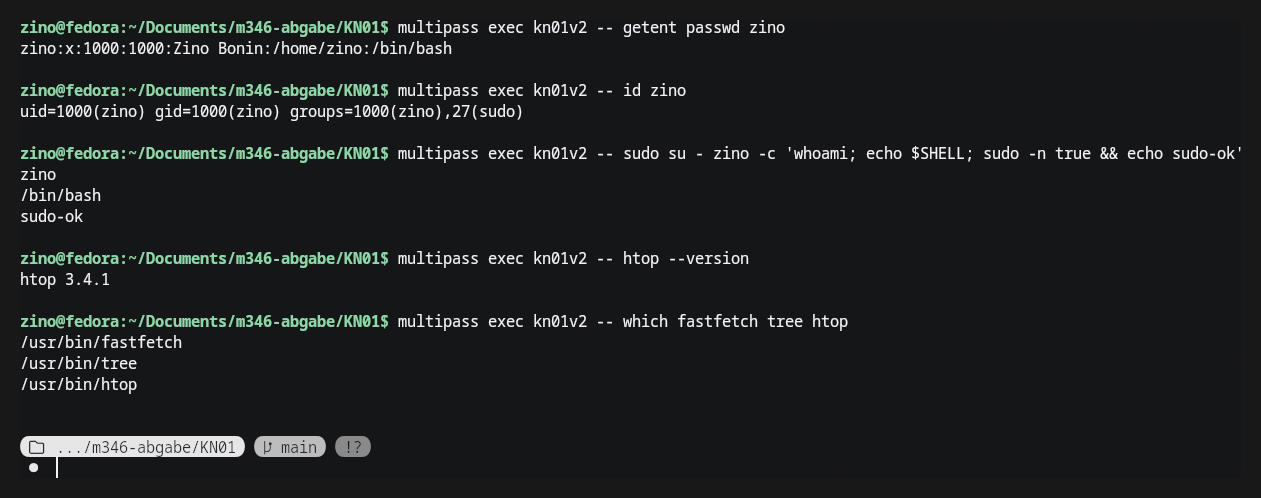 zino@fedora:~/Documents/m346-abgabe/KN01$ multipass exec kn01v2 -- getent passwd zino
zino:x:1000:1000:Zino Bonin:/home/zino:/bin/bash
zino@fedora:~/Documents/m346-abgabe/KN01$ multipass exec kn01v2 -- id zino
uid=1000(zino) gid=1000(zino) groups=1000(zino),27(sudo)
zino@fedora:~/Documents/m346-abgabe/KN01$ multipass exec kn01v2 -- sudo su - zino -c 'whoami; echo $SHELL; sudo -n true && echo sudo-ok'
zino
/bin/bash
sudo-ok
zino@fedora:~/Documents/m346-abgabe/KN01$ multipass exec kn01v2 -- htop --version
htop 3.4.1
zino@fedora:~/Documents/m346-abgabe/KN01$ multipass exec kn01v2 -- which fastfetch tree htop
/usr/bin/fastfetch
/usr/bin/tree
/usr/bin/htop
.../m346-abgabe/KN01 main !?